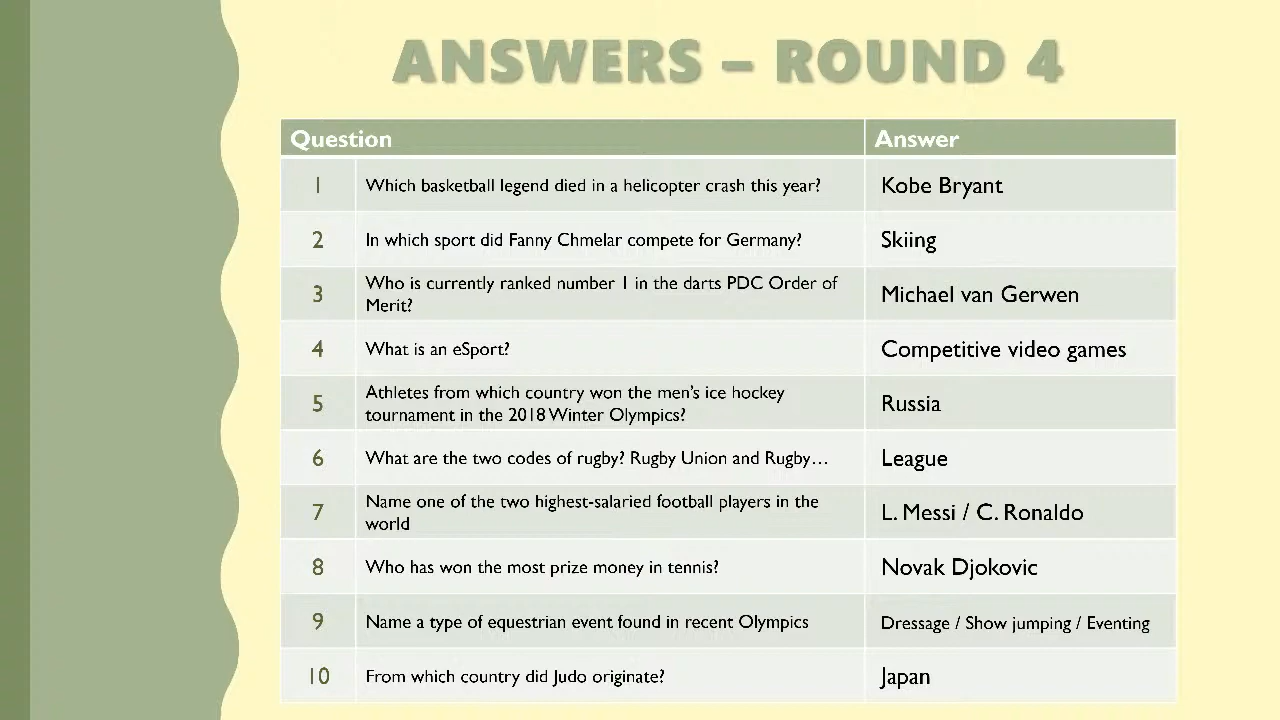 ANSWERS – ROUND 4
Question Answer
1 Which basketball legend died in a helicopter crash this year? Kobe Bryant
2 In which sport did Fanny Chmelar compete for Germany? Skiing
3 Who is currently ranked number 1 in the darts PDC Order of
Merit? Michael van Gerwen
4 What is an eSport? Competitive video games
5 Athletes from which country won the men's ice hockey
tournament in the 2018 Winter Olympics? Russia
6 What are the two codes of rugby? Rugby Union and Rugby… League
7 Name one of the two highest-salaried football players in the
world L. Messi / C. Ronaldo
8 Who has won the most prize money in tennis? Novak Djokovic
9 Name a type of equestrian event found in recent Olympics Dressage / Show jumping / Eventing
10 From which country did Judo originate? Japan